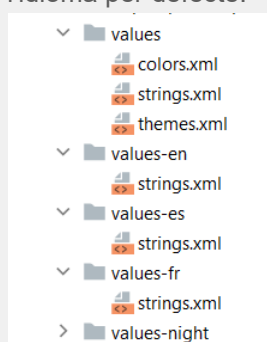 idioma por defecto.
values
colors.xml
strings.xml
themes.xml
values-en
strings.xml
values-es
strings.xml
values-fr
strings.xml
values-night